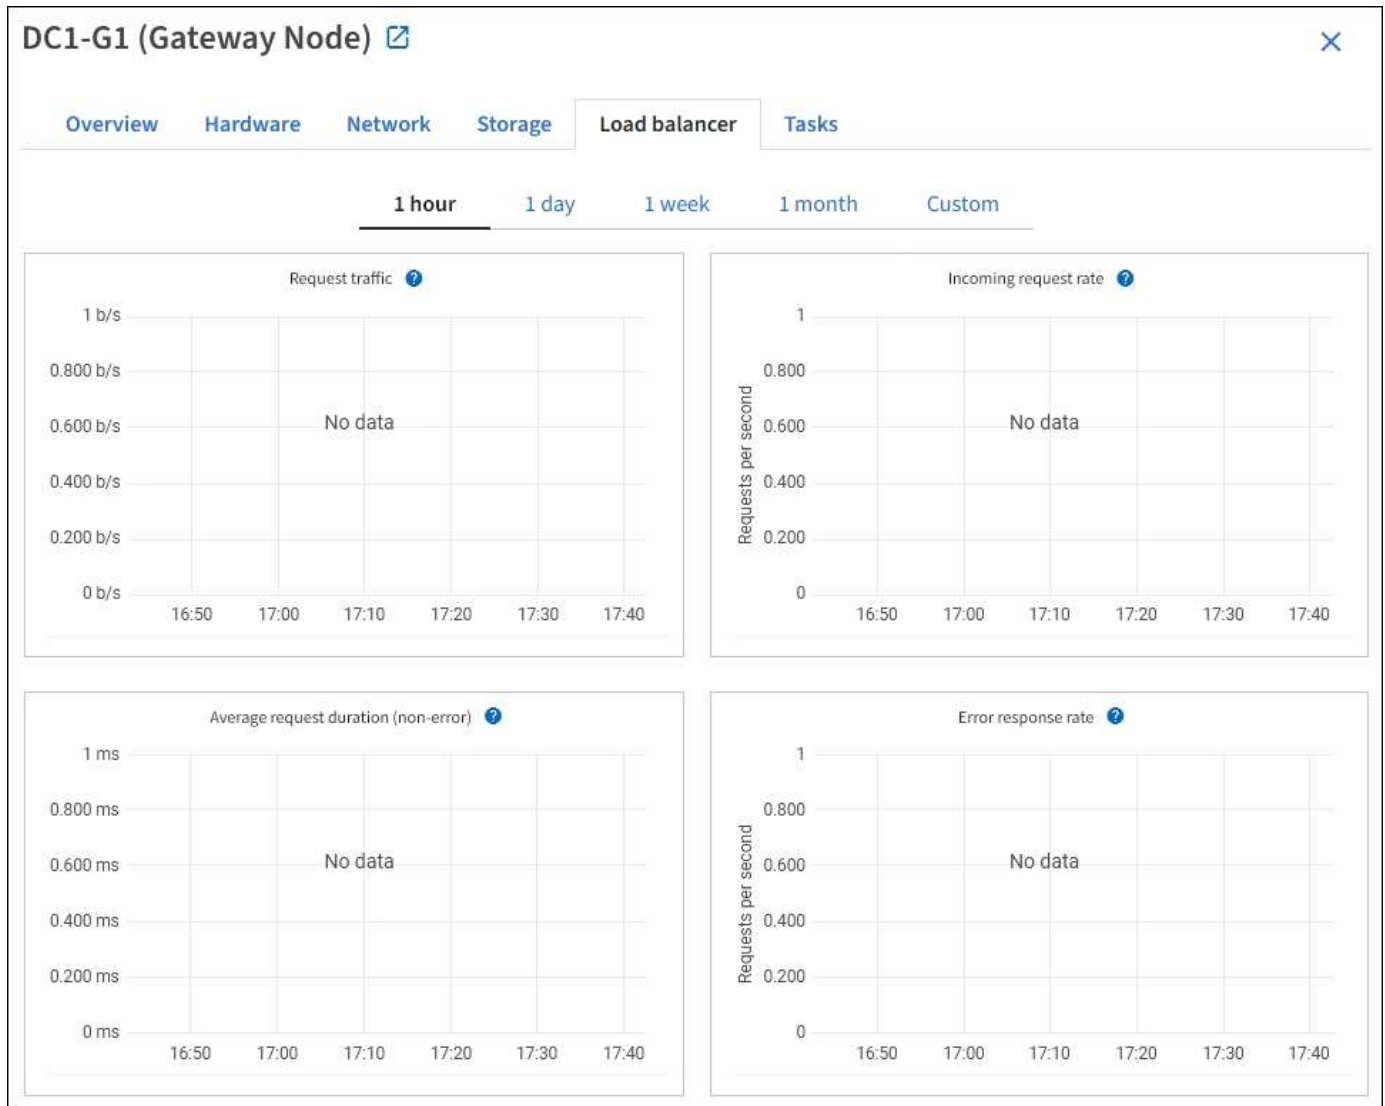 DC1-G1 (Gateway Node)
Overview Hardware Network Storage Load balancer Tasks
1 hour 1 day 1 week 1 month Custom
Request traffic ?
1 b/s
0.800 b/s
0.600 b/s
0.400 b/s
0.200 b/s
0 b/s
No data
16:50 17:00 17:10 17:20 17:30 17:40
Incoming request rate ?
Requests per second
1
0.800
0.600
0.400
0.200
0
No data
16:50 17:00 17:10 17:20 17:30 17:40
Average request duration (non-error) ?
1 ms
0.800 ms
0.600 ms
0.400 ms
0.200 ms
0 ms
No data
16:50 17:00 17:10 17:20 17:30 17:40
Error response rate ?
Requests per second
1
0.800
0.600
0.400
0.200
0
No data
16:50 17:00 17:10 17:20 17:30 17:40